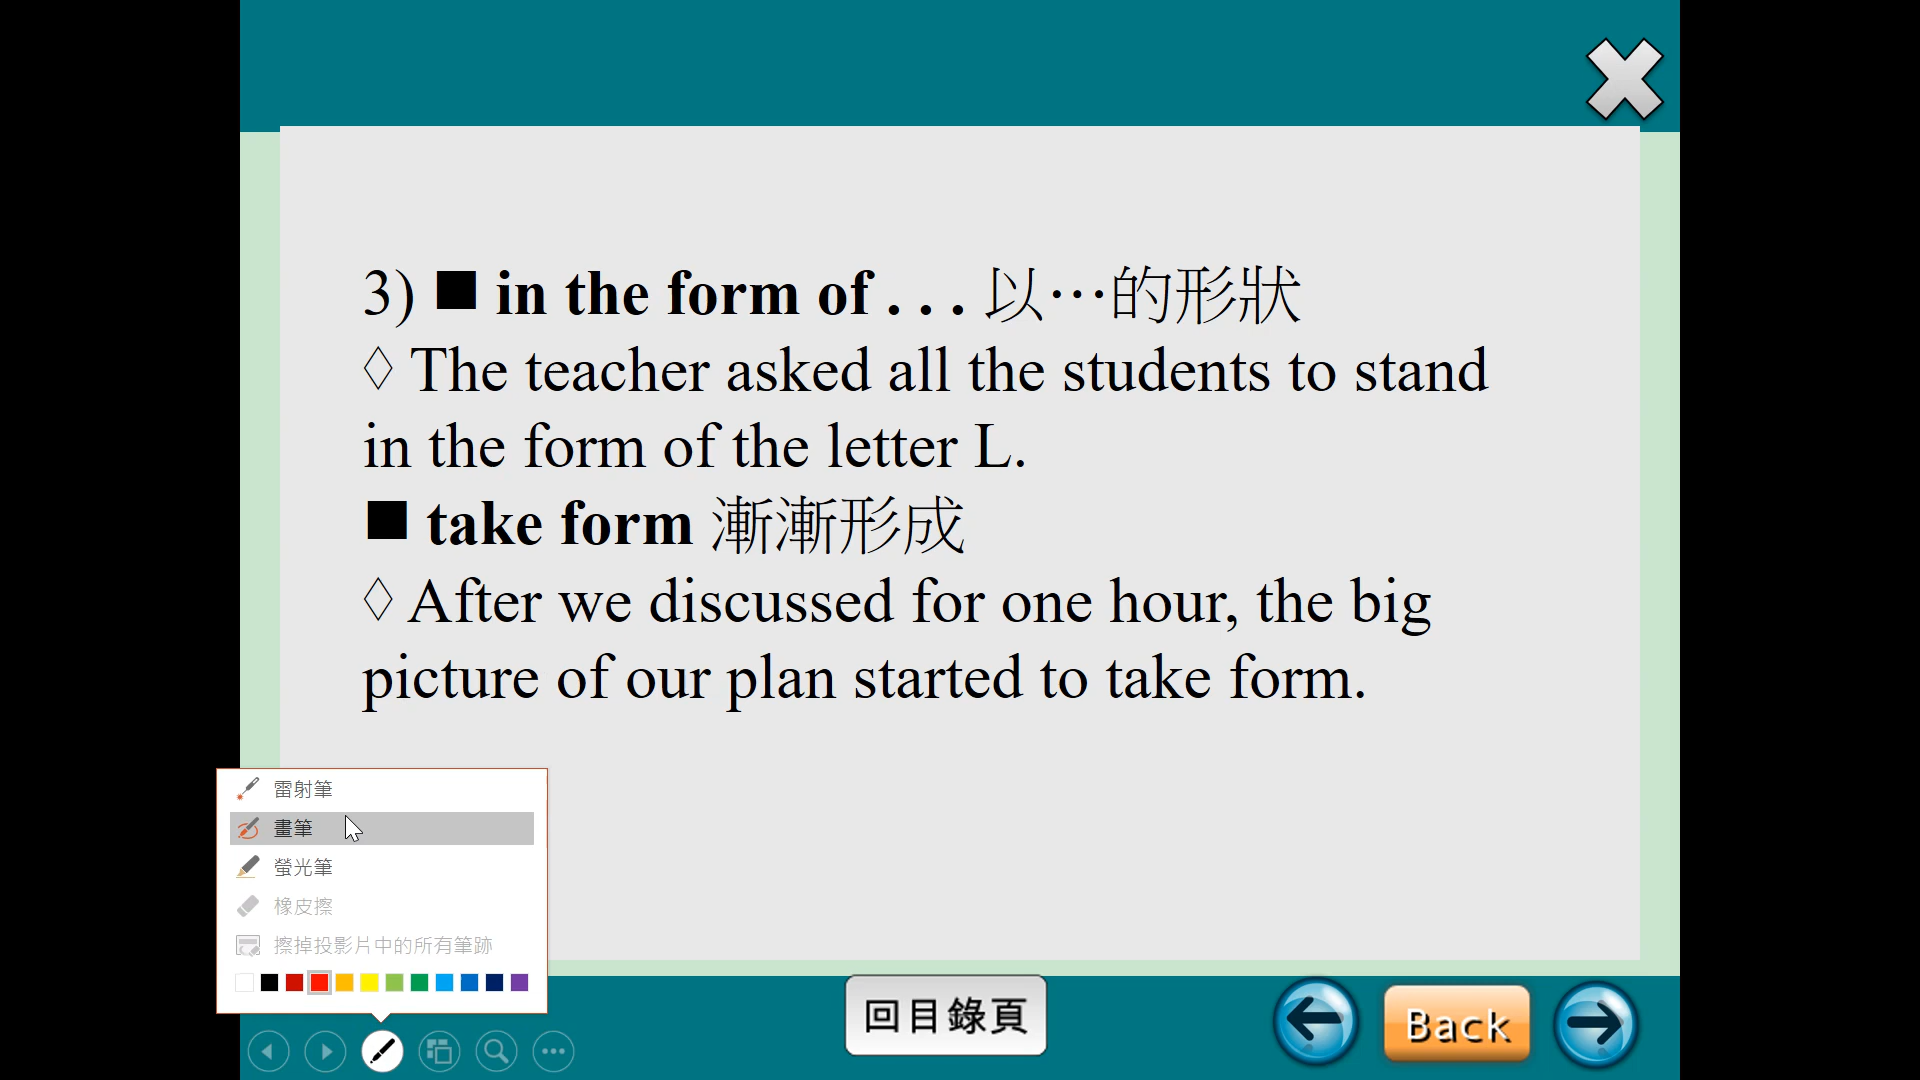 3) ■ in the form of . . . 以…的形狀
◊ The teacher asked all the students to stand
in the form of the letter L.
■ take form 漸漸形成
◊ After we discussed for one hour, the big
picture of our plan started to take form.
雷射筆
畫筆
螢光筆
橡皮擦
擦掉投影片中的所有筆跡
回目錄頁
Back